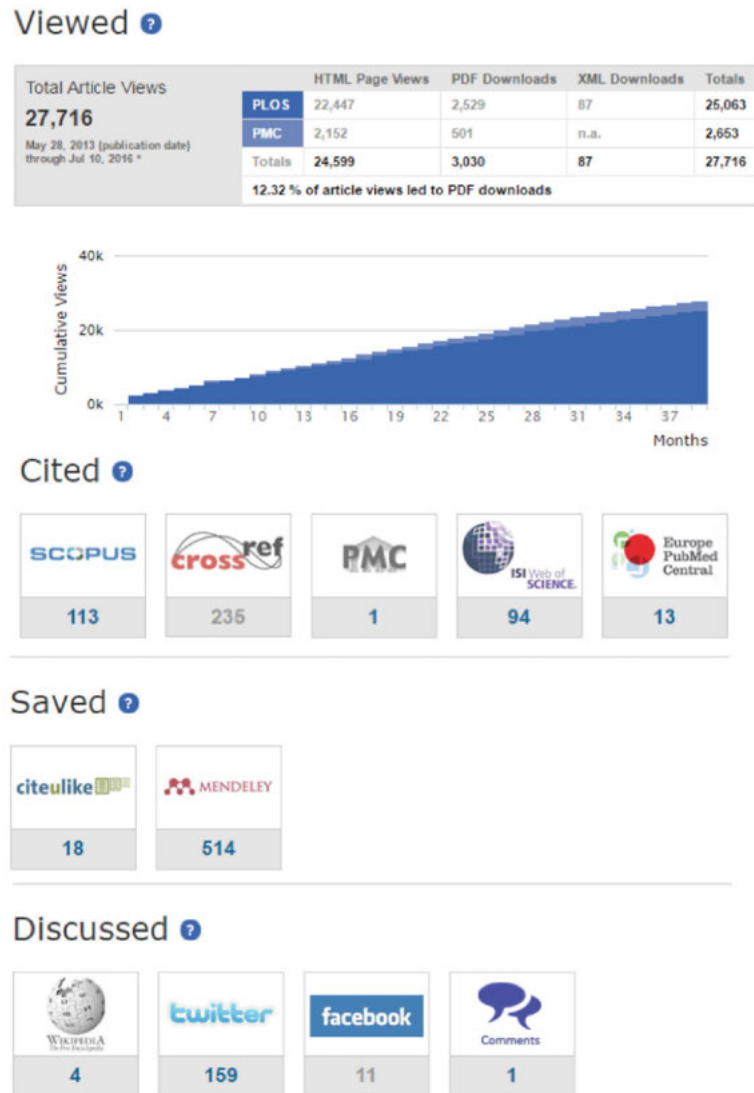 Viewed ?
Total Article Views
27,716
May 28, 2013 (publication date)
through Jul 10, 2016 *
HTML Page Views PDF Downloads XML Downloads Totals
PLOS 22,447 2,529 87 25,063
PMC 2,152 501 n.a. 2,653
Totals 24,599 3,030 87 27,716
12.32 % of article views led to PDF downloads
Cumulative Views
40k
20k
0k
1 4 7 10 13 16 19 22 25 28 31 34 37
Months
Cited ?
SCOPUS
113
crossref
235
PMC
1
ISI Web of
SCIENCE.
94
Europe
PubMed
Central
13
Saved ?
citeulike
18
MENDELEY
514
Discussed ?
WIKIPEDIA
The Free Encyclopedia
4
twitter
159
facebook
11
Comments
1